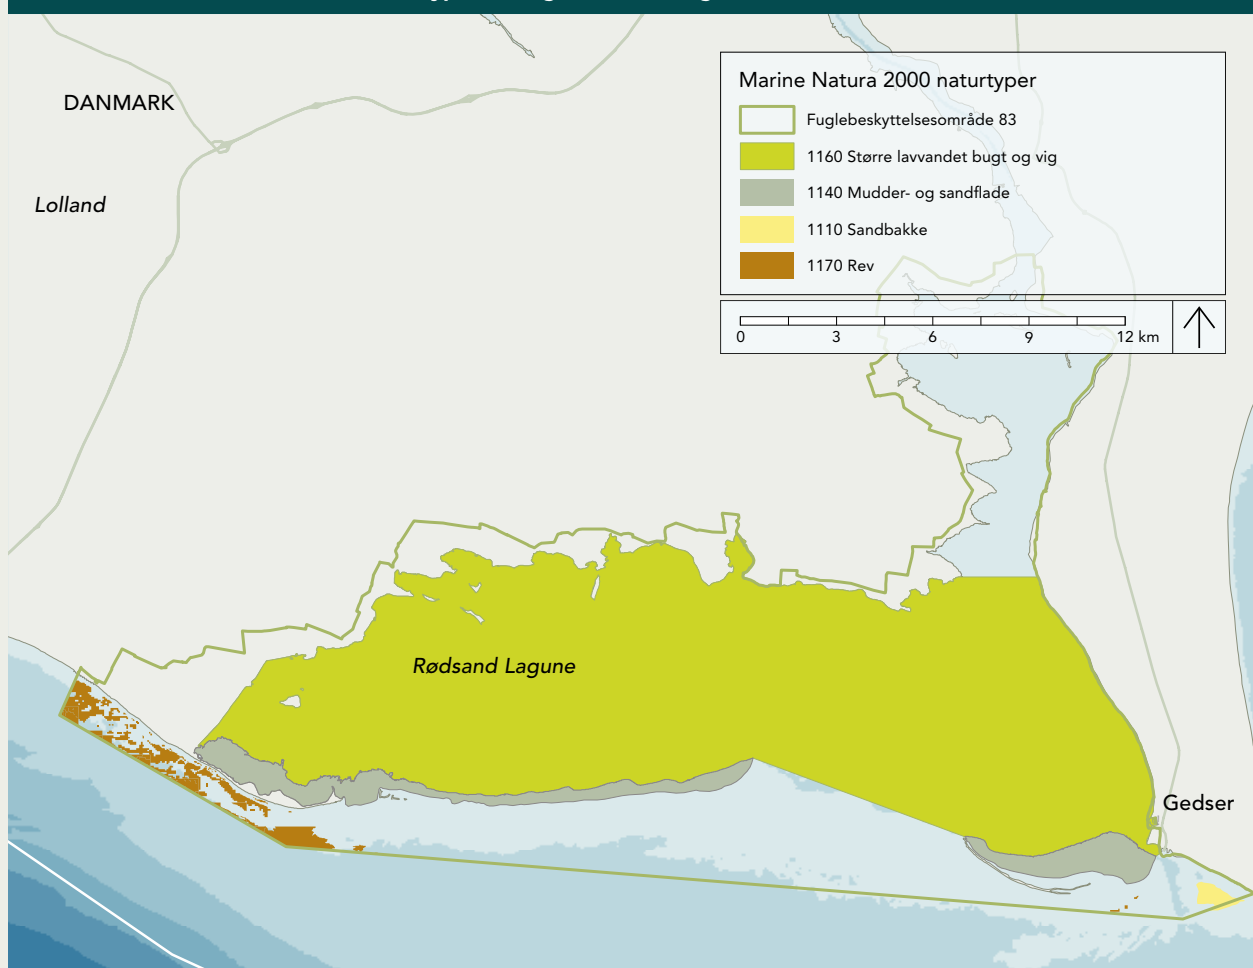 DANMARK
Lolland
Marine Natura 2000 naturtyper
Fuglebeskyttelsesområde 83
1160 Større lavvandet bugt og vig
1140 Mudder- og sandflade
1110 Sandbakke
1170 Rev
0 3 6 9 12 km
Rødsand Lagune
Gedser